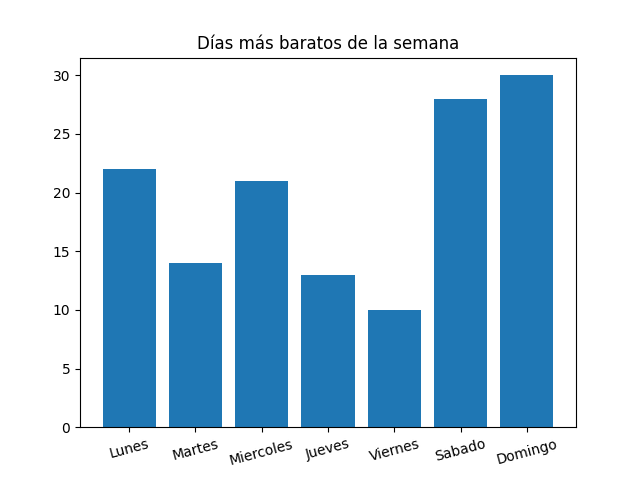 Días más baratos de la semana
30
25
20
15
10
5
0
Lunes
Martes
Miercoles
Jueves
Viernes
Sabado
Domingo